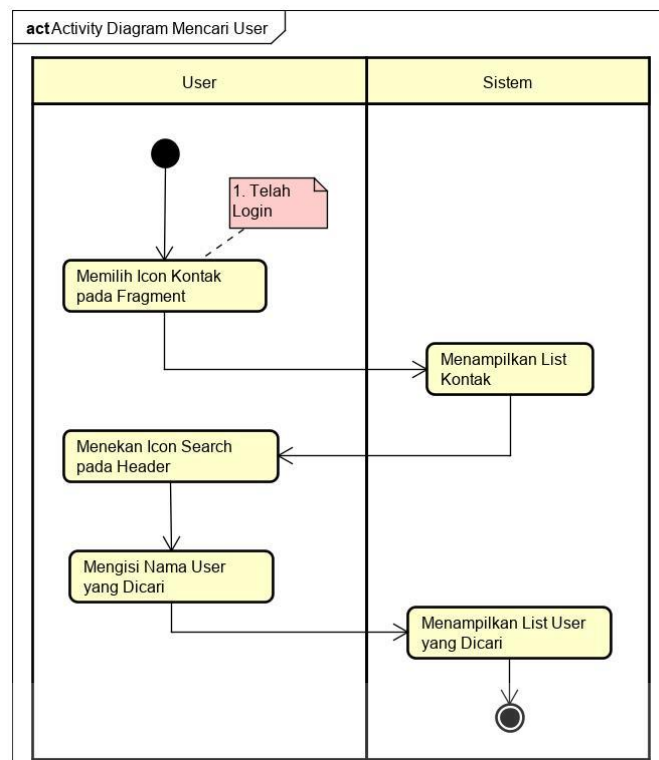 act Activity Diagram Mencari User
User
Sistem
1. Telah
Login
Memilih Icon Kontak
pada Fragment
Menampilkan List
Kontak
Menekan Icon Search
pada Header
Mengisi Nama User
yang Dicari
Menampilkan List User
yang Dicari